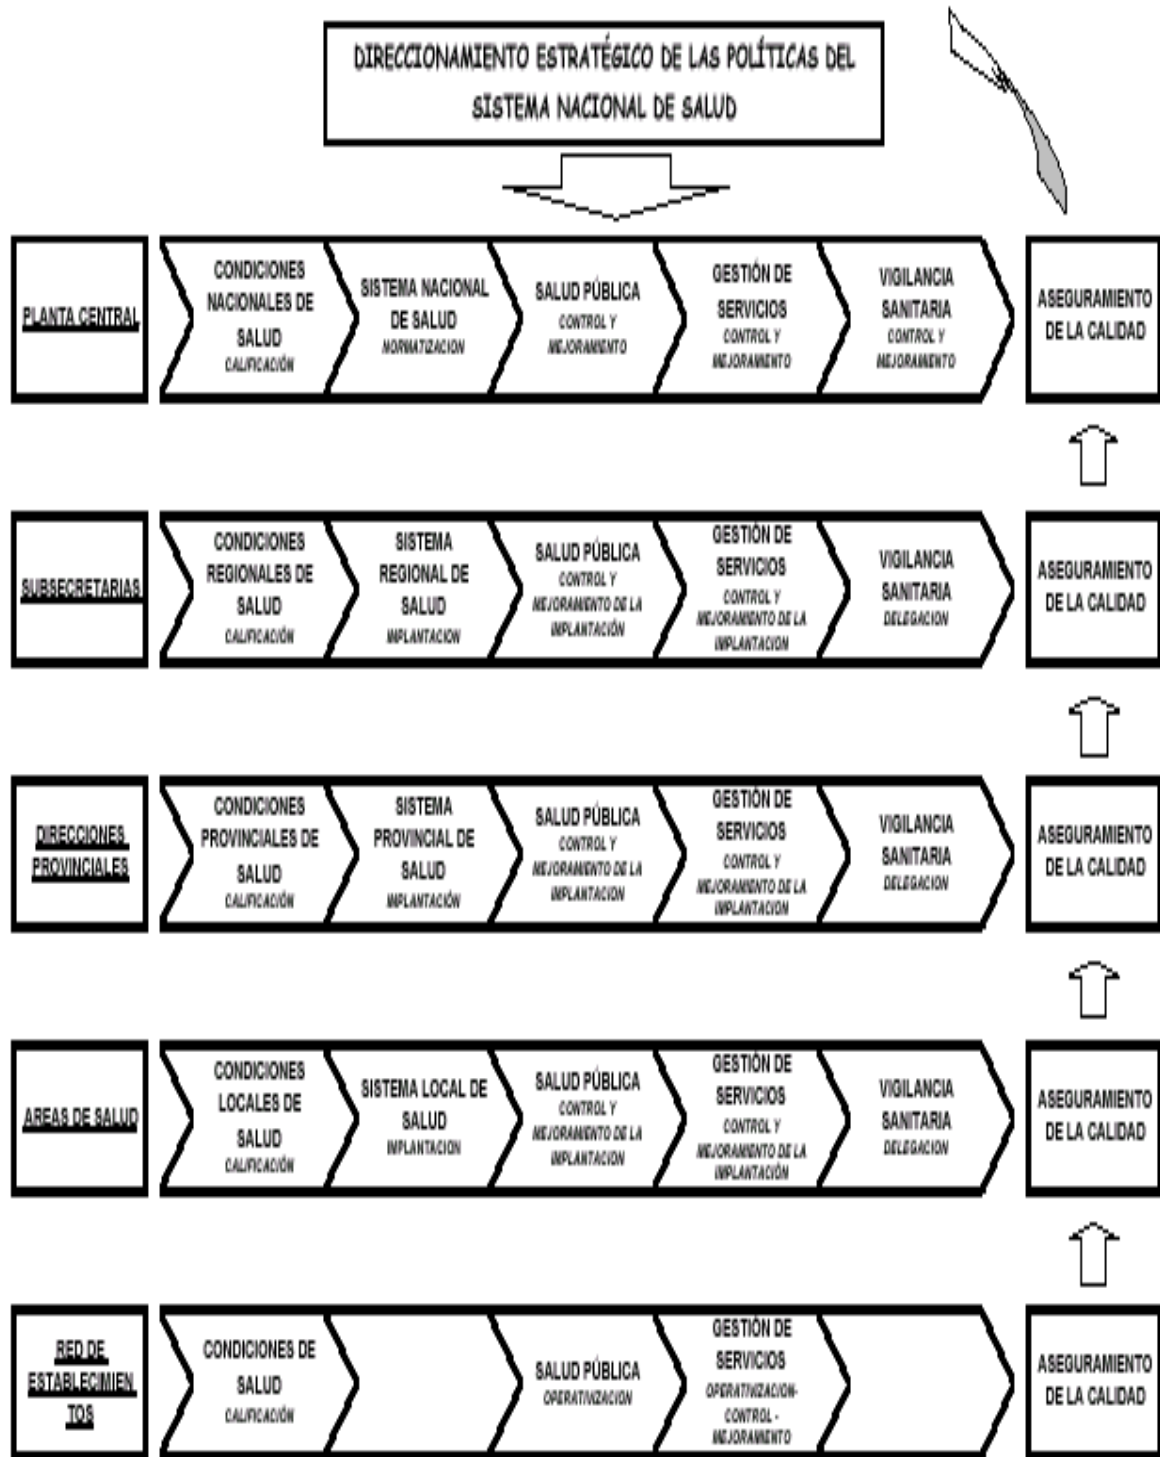 DIRECCIONAMIENTO ESTRATÉGICO DE LAS POLÍTICAS DEL
SISTEMA NACIONAL DE SALUD
PLANTA CENTRAL
CONDICIONES
NACIONALES DE
SALUD
CALIFICACIÓN
SISTEMA NACIONAL
DE SALUD
NORMATIZACION
SALUD PÚBLICA
CONTROL Y
MEJORAMIENTO
GESTIÓN DE
SERVICIOS
CONTROL Y
MEJORAMIENTO
VIGILANCIA
SANITARIA
CONTROL Y
MEJORAMIENTO
ASEGURAMIENTO
DE LA CALIDAD
SUBSECRETARIAS
CONDICIONES
REGIONALES DE
SALUD
CALIFICACIÓN
SISTEMA
REGIONAL DE
SALUD
IMPLANTACION
SALUD PÚBLICA
CONTROL Y
MEJORAMIENTO DE LA
IMPLANTACIÓN
GESTIÓN DE
SERVICIOS
CONTROL Y
MEJORAMIENTO DE LA
IMPLANTACION
VIGILANCIA
SANITARIA
DELEGACION
ASEGURAMIENTO
DE LA CALIDAD
DIRECCIONES
PROVINCIALES
CONDICIONES
PROVINCIALES DE
SALUD
CALIFICACIÓN
SISTEMA
PROVINCIAL DE
SALUD
IMPLANTACIÓN
SALUD PÚBLICA
CONTROL Y
MEJORAMIENTO DE LA
IMPLANTACION
GESTIÓN DE
SERVICIOS
CONTROL Y
MEJORAMIENTO DE LA
IMPLANTACION
VIGILANCIA
SANITARIA
DELEGACION
ASEGURAMIENTO
DE LA CALIDAD
AREAS DE SALUD
CONDICIONES
LOCALES DE
SALUD
CALIFICACIÓN
SISTEMA LOCAL DE
SALUD
IMPLANTACION
SALUD PÚBLICA
CONTROL Y
MEJORAMIENTO DE LA
IMPLANTACION
GESTIÓN DE
SERVICIOS
CONTROL Y
MEJORAMIENTO DE LA
IMPLANTACIÓN
VIGILANCIA
SANITARIA
DELEGACION
ASEGURAMIENTO
DE LA CALIDAD
RED DE
ESTABLECIMIEN
TOS
CONDICIONES DE
SALUD
CALIFICACIÓN
SALUD PÚBLICA
OPERATIVIZACION
GESTIÓN DE
SERVICIOS
OPERATIVIZACION-
CONTROL -
MEJORAMIENTO
ASEGURAMIENTO
DE LA CALIDAD